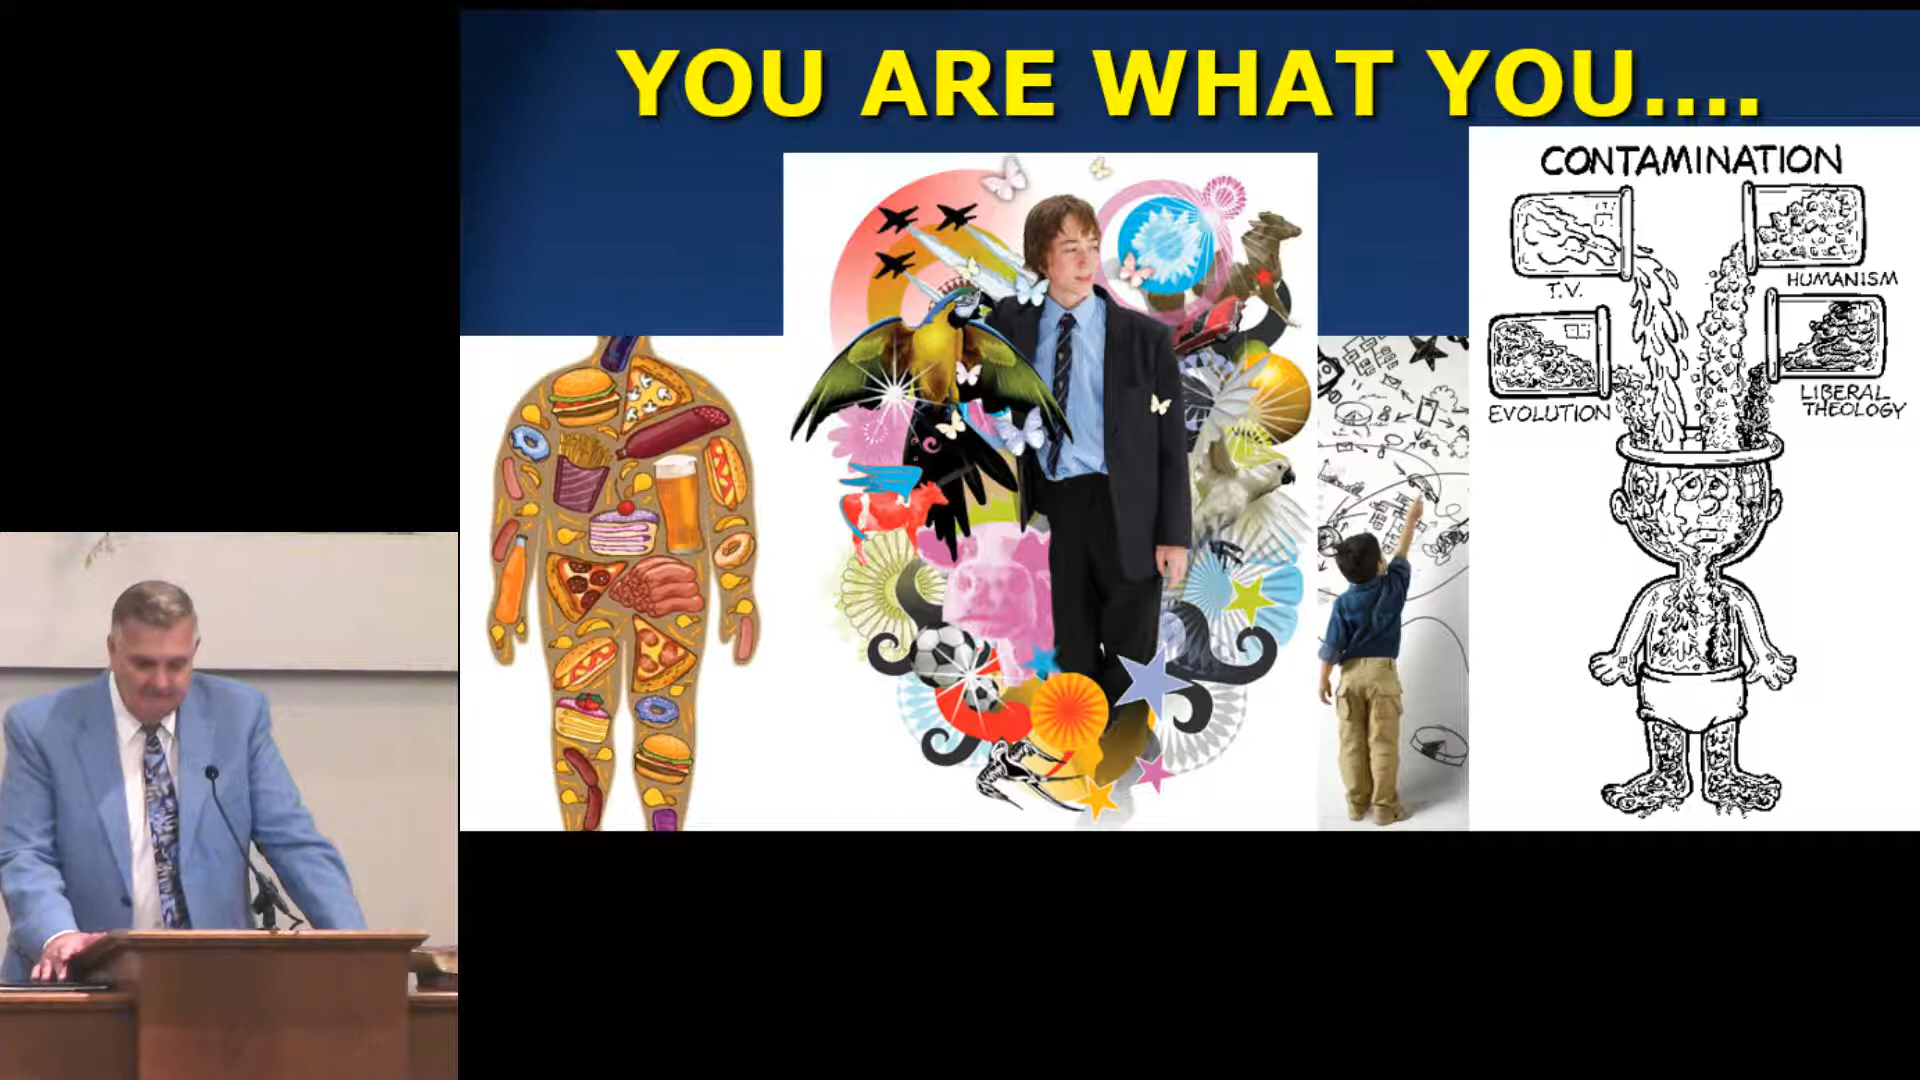 YOU ARE WHAT YOU....
CONTAMINATION
T.V.
HUMANISM
EVOLUTION
LIBERAL
THEOLOGY